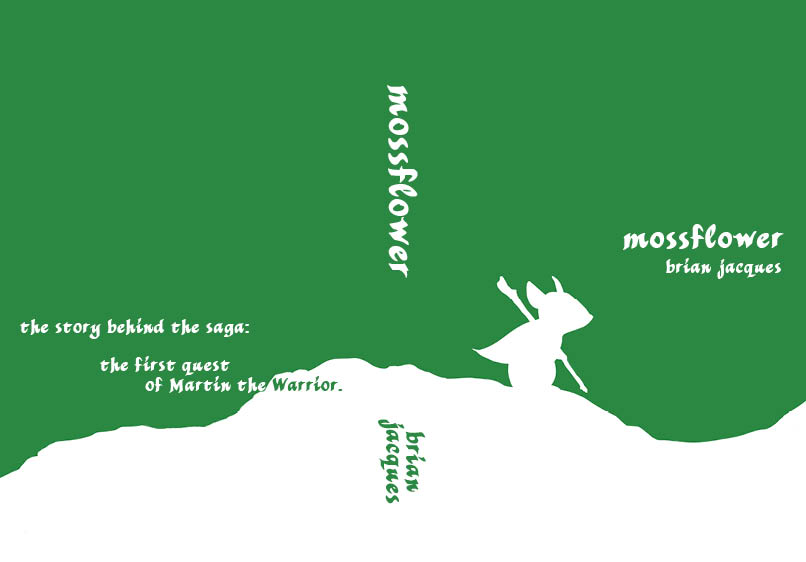 mossflower
brian
jacques
mossflower
brian jacques
the story behind the saga:
the first quest
of Martin the Warrior.